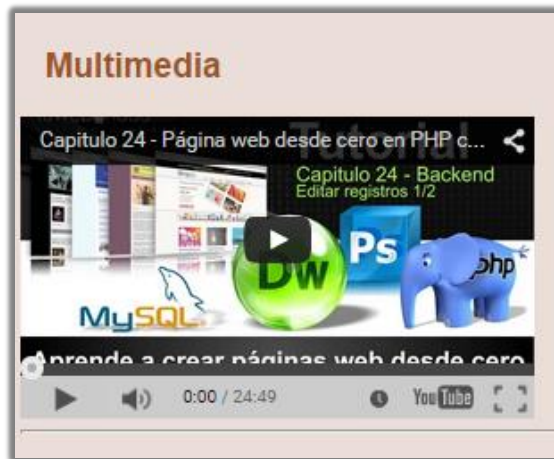 Multimedia
Capitulo 24 - Página web desde cero en PHP c...
Tutorial
Capitulo 24 - Backend
Editar registros 1/2
Dw
Ps
php
MySQL
Aprende a crear páginas web desde cero
0:00 / 24:49
YouTube